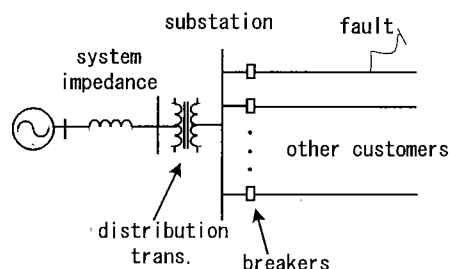 substation
fault
system
impedance
other customers
distribution
trans.
breakers